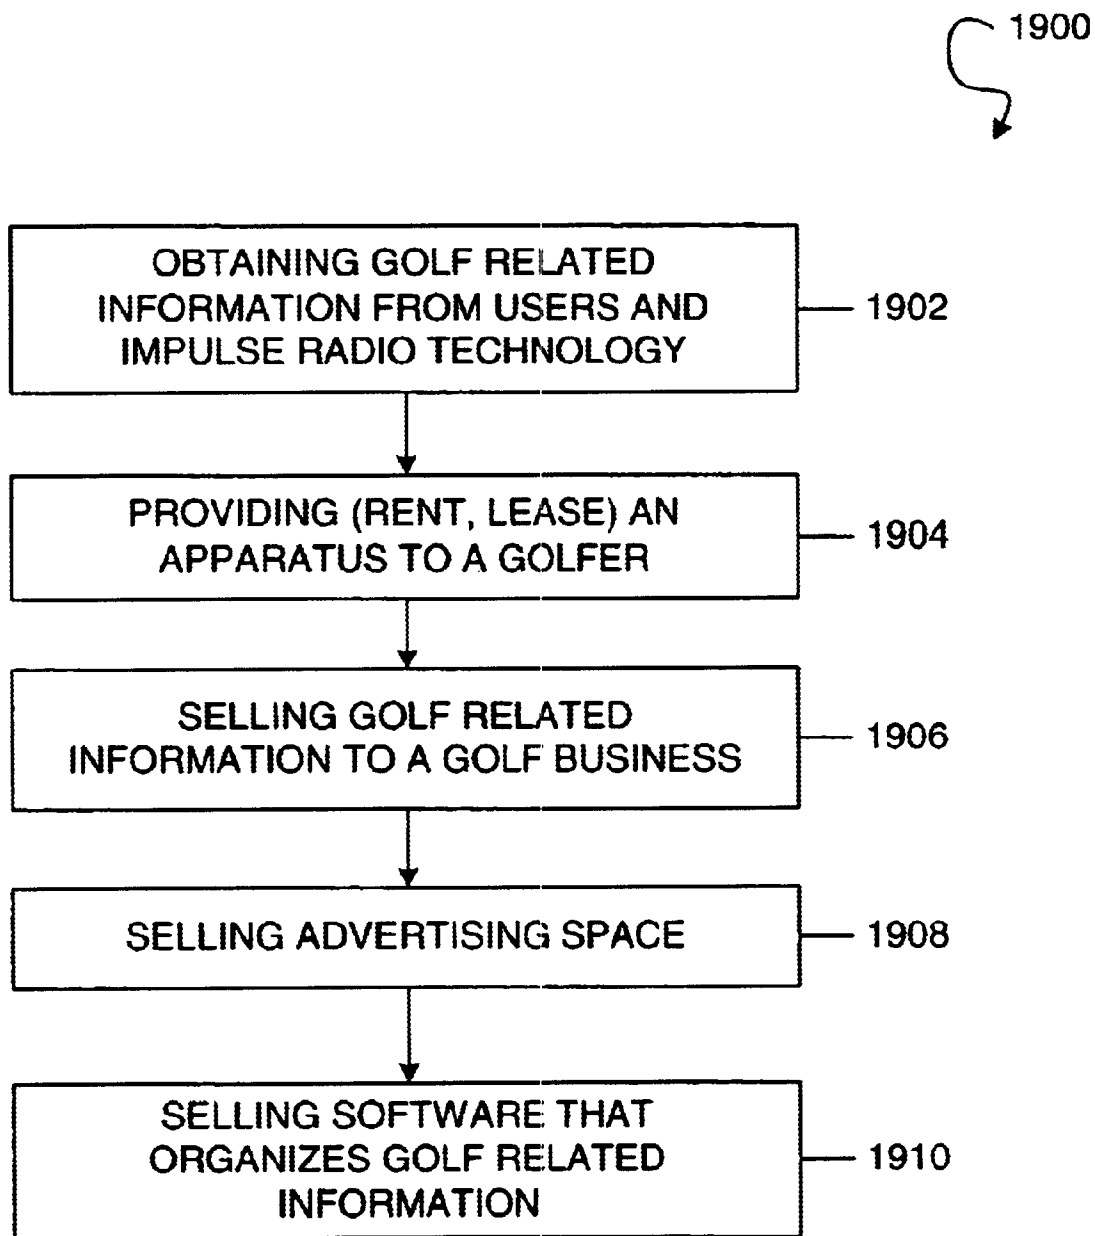 1900
OBTAINING GOLF RELATED
INFORMATION FROM USERS AND
IMPULSE RADIO TECHNOLOGY
1902
PROVIDING (RENT, LEASE) AN
APPARATUS TO A GOLFER
1904
SELLING GOLF RELATED
INFORMATION TO A GOLF BUSINESS
1906
SELLING ADVERTISING SPACE
1908
SELLING SOFTWARE THAT
ORGANIZES GOLF RELATED
INFORMATION
1910